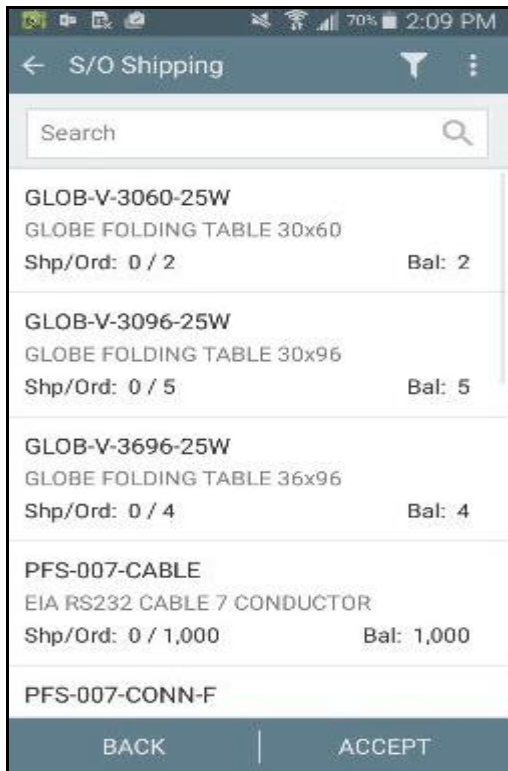 70% 2:09 PM
S/O Shipping
Search
GLOB-V-3060-25W
GLOBE FOLDING TABLE 30x60
Shp/Ord: 0 / 2 Bal: 2
GLOB-V-3096-25W
GLOBE FOLDING TABLE 30x96
Shp/Ord: 0 / 5 Bal: 5
GLOB-V-3696-25W
GLOBE FOLDING TABLE 36x96
Shp/Ord: 0 / 4 Bal: 4
PFS-007-CABLE
EIA RS232 CABLE 7 CONDUCTOR
Shp/Ord: 0 / 1,000 Bal: 1,000
PFS-007-CONN-F
BACK ACCEPT